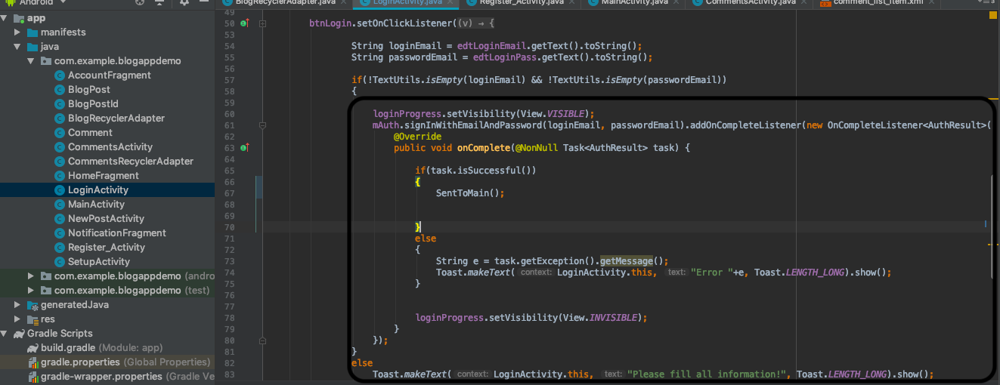 Android
BlogRecyclerAdapter.java
LoginActivity.java
Register_Activity.java
MainActivity.java
CommentsActivity.java
comment_list_item.xml
app
manifests
java
com.example.blogappdemo
AccountFragment
BlogPost
BlogPostId
BlogRecyclerAdapter
Comment
CommentsActivity
CommentsRecyclerAdapter
HomeFragment
LoginActivity
MainActivity
NewPostActivity
NotificationFragment
Register_Activity
SetupActivity
com.example.blogappdemo (andro
com.example.blogappdemo (test)
generatedJava
res
Gradle Scripts
build.gradle (Module: app)
gradle.properties (Global Properties)
gradle-wrapper.properties (Gradle Ve
49
50 btnLogin.setOnClickListener((v) → {
53
54 String loginEmail = edtLoginEmail.getText().toString();
55 String passwordEmail = edtLoginPass.getText().toString();
56
57 if(!TextUtils.isEmpty(loginEmail) && !TextUtils.isEmpty(passwordEmail))
58 {
59
60 loginProgress.setVisibility(View.VISIBLE);
61 mAuth.signInWithEmailAndPassword(loginEmail, passwordEmail).addOnCompleteListener(new OnCompleteListener<AuthResult>(
62 @Override
63 public void onComplete(@NonNull Task<AuthResult> task) {
64
65 if(task.isSuccessful())
66 {
67 SentToMain();
68
69
70 }
71 else
72 {
73 String e = task.getException().getMessage();
74 Toast.makeText( context: LoginActivity.this, text: "Error "+e, Toast.LENGTH_LONG).show();
75 }
76
77
78 loginProgress.setVisibility(View.INVISIBLE);
79 }
80 });
81 }
82 else
83 Toast.makeText( context: LoginActivity.this, text: "Please fill all information!", Toast.LENGTH_LONG).show();